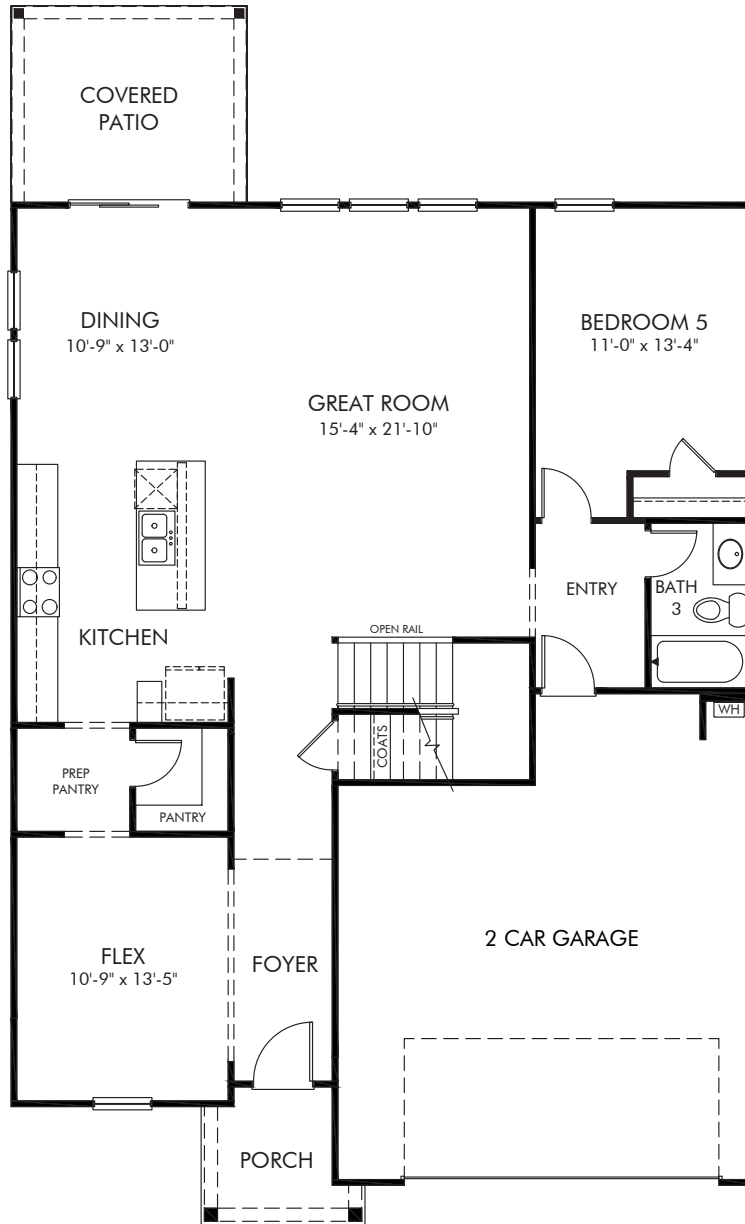 COVERED
PATIO
DINING
10'-9" x 13'-0"
BEDROOM 5
11'-0" x 13'-4"
GREAT ROOM
15'-4" x 21'-10"
ENTRY
BATH
3
KITCHEN
OPEN RAIL
WH
COATS
PREP
PANTRY
PANTRY
FLEX
10'-9" x 13'-5"
FOYER
2 CAR GARAGE
PORCH